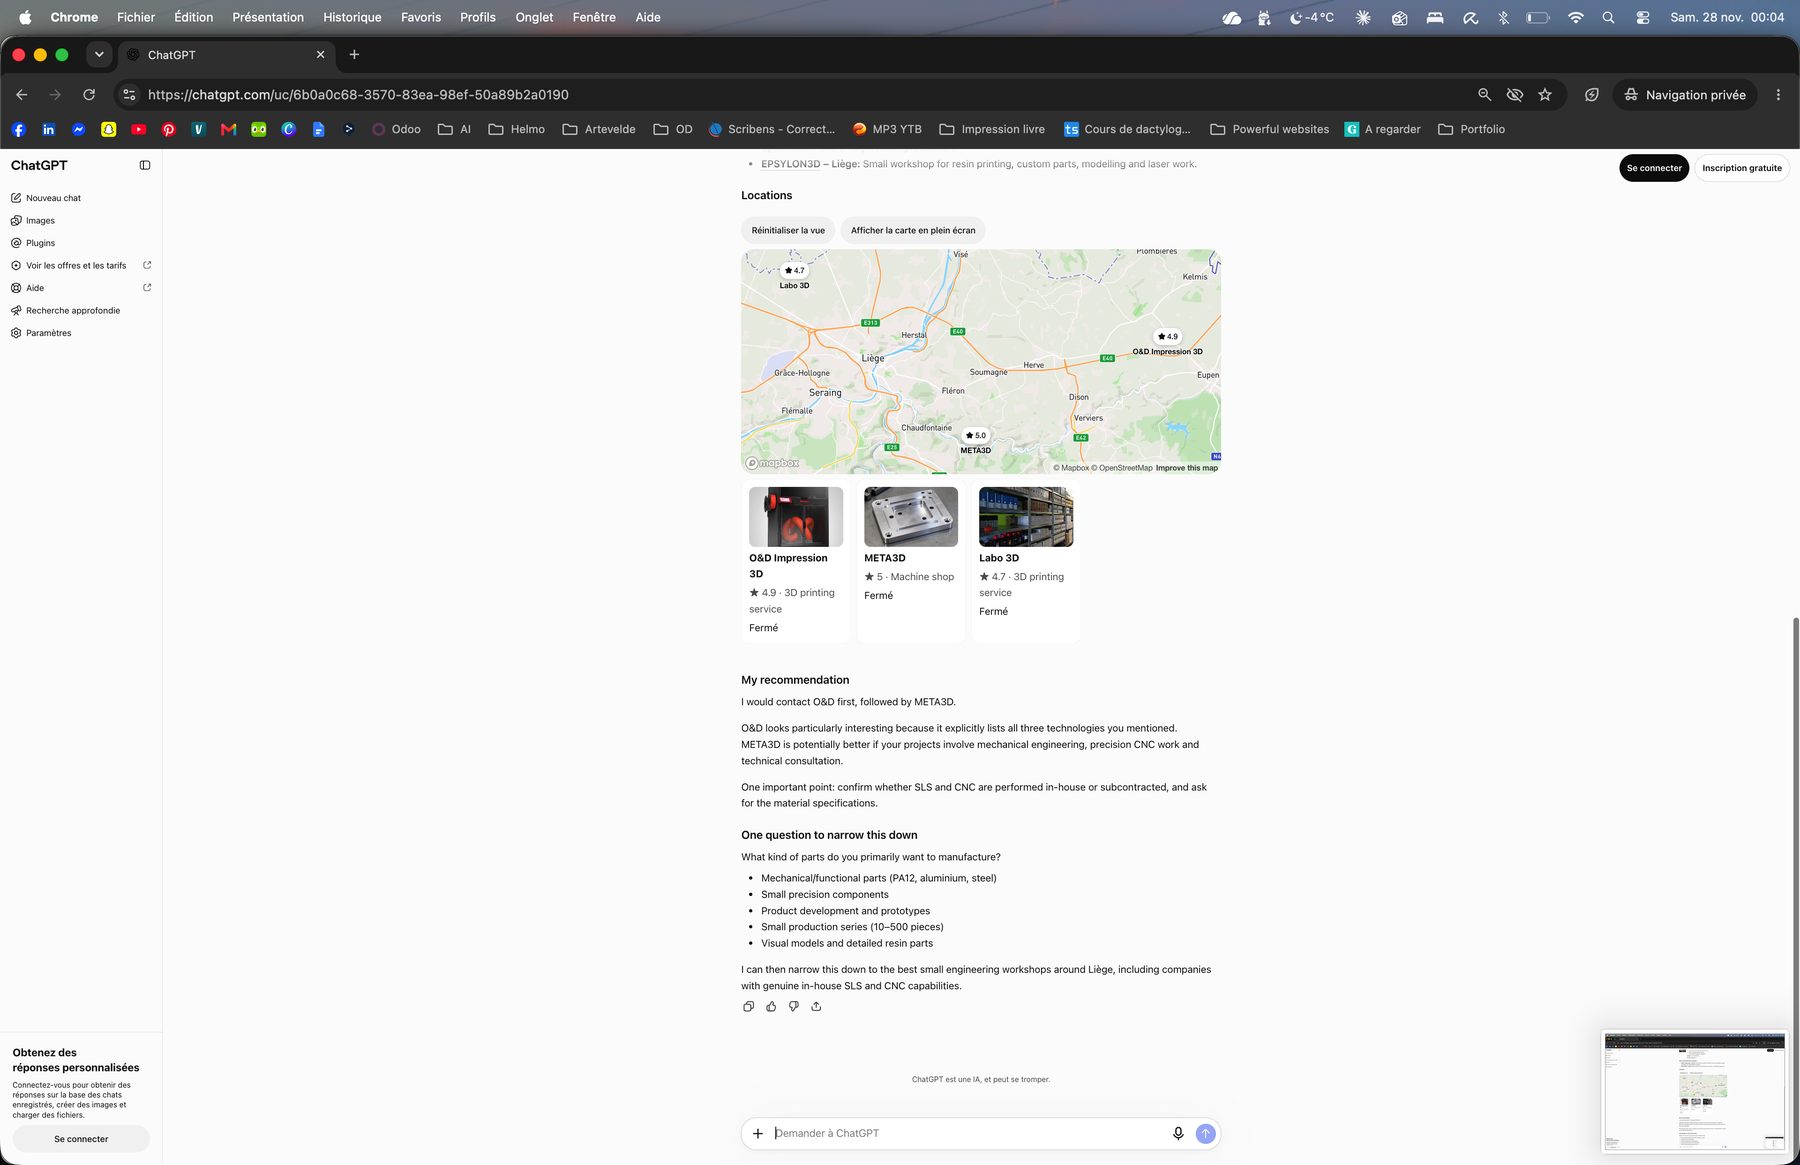 Chrome Fichier Édition Présentation Historique Favoris Profils Onglet Fenêtre Aide -4°C Sam. 28 nov. 00:04
ChatGPT
https://chatgpt.com/uc/6b0a0c68-3570-83ea-98ef-50a89b2a0190 Navigation privée
Odoo AI Helmo Artevelde OD Scribens - Correct... MP3 YTB Impression livre Cours de dactylog... Powerful websites A regarder Portfolio
ChatGPT
Nouveau chat
Images
Plugins
Voir les offres et les tarifs
Aide
Recherche approfondie
Paramètres
Se connecter
Inscription gratuite
EPSYLON3D – Liège: Small workshop for resin printing, custom parts, modelling and laser work.
Locations
Réinitialiser la vue
Afficher la carte en plein écran
Visé
Plombières
4.7
Labo 3D
Kelmis
E313
E40
Herstal
4.9
O&D Impression 3D
Liège
E40
Herve
Soumagne
Grâce-Hollogne
Eupen
Seraing
Fléron
Dison
Flémalle
Verviers
Chaudfontaine
5.0
META3D
E42
E25
mapbox
© Mapbox © OpenStreetMap Improve this map
O&D Impression
3D
4.9 · 3D printing
service
Fermé
META3D
5 · Machine shop
Fermé
Labo 3D
4.7 · 3D printing
service
Fermé
My recommendation
I would contact O&D first, followed by META3D.
O&D looks particularly interesting because it explicitly lists all three technologies you mentioned.
META3D is potentially better if your projects involve mechanical engineering, precision CNC work and
technical consultation.
One important point: confirm whether SLS and CNC are performed in-house or subcontracted, and ask
for the material specifications.
One question to narrow this down
What kind of parts do you primarily want to manufacture?
Mechanical/functional parts (PA12, aluminium, steel)
Small precision components
Product development and prototypes
Small production series (10–500 pieces)
Visual models and detailed resin parts
I can then narrow this down to the best small engineering workshops around Liège, including companies
with genuine in-house SLS and CNC capabilities.
Obtenez des
réponses personnalisées
Connectez-vous pour obtenir des
réponses sur la base des chats
enregistrés, créer des images et
charger des fichiers.
Se connecter
ChatGPT est une IA, et peut se tromper.
Demander à ChatGPT